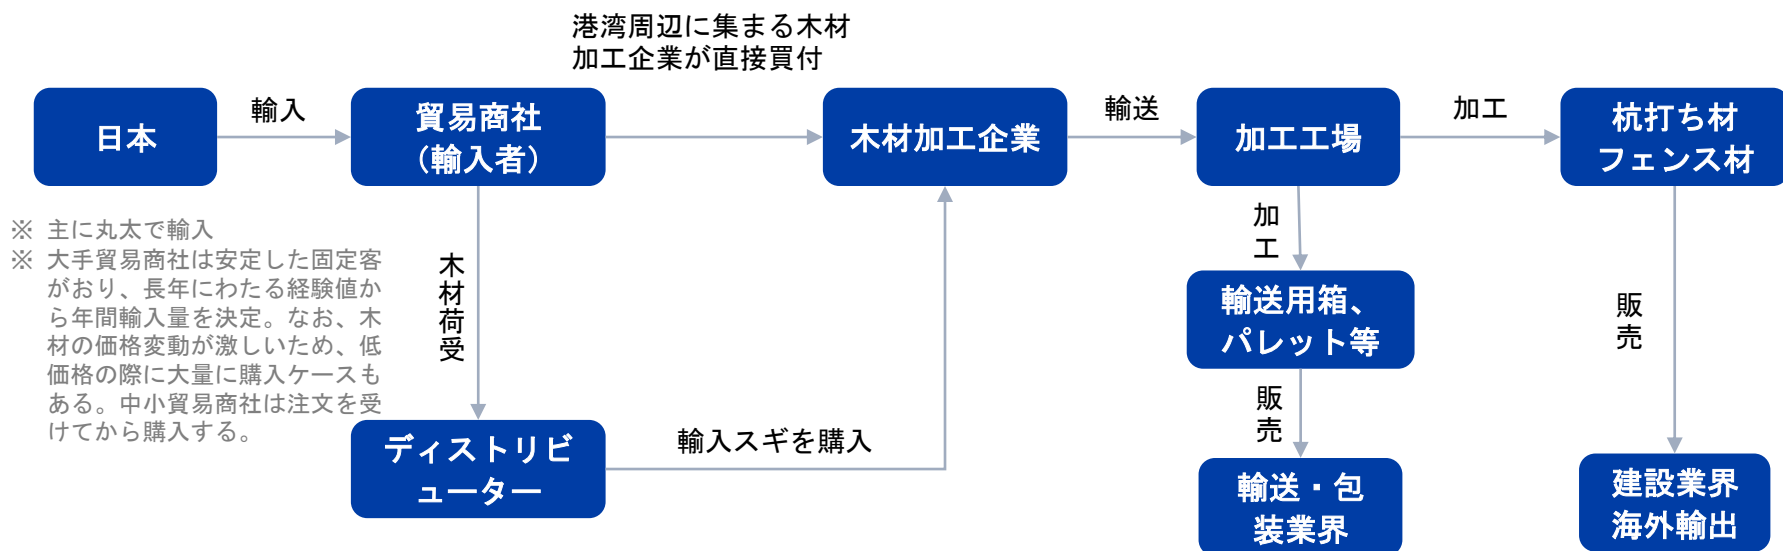 港湾周辺に集まる木材
加工企業が直接買付
日本
輸入
貿易商社
（輸入者）
木材加工企業
輸送
加工工場
加工
杭打ち材
フェンス材
※ 主に丸太で輸入
※ 大手貿易商社は安定した固定客
がおり、長年にわたる経験値か
ら年間輸入量を決定。なお、木
材の価格変動が激しいため、低
価格の際に大量に購入ケースも
ある。中小貿易商社は注文を受
けてから購入する。
木材荷受
加工
輸送用箱、
パレット等
販売
販売
ディストリビ
ューター
輸入スギを購入
輸送・包
装業界
建設業界
海外輸出